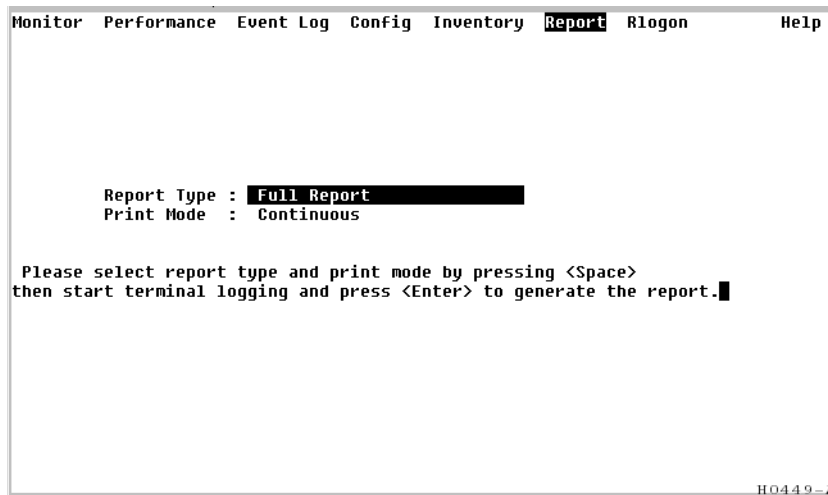 Monitor Performance Event Log Config Inventory Report Rlogon Help
Report Type : Full Report
Print Mode : Continuous
Please select report type and print mode by pressing <Space>
then start terminal logging and press <Enter> to generate the report.